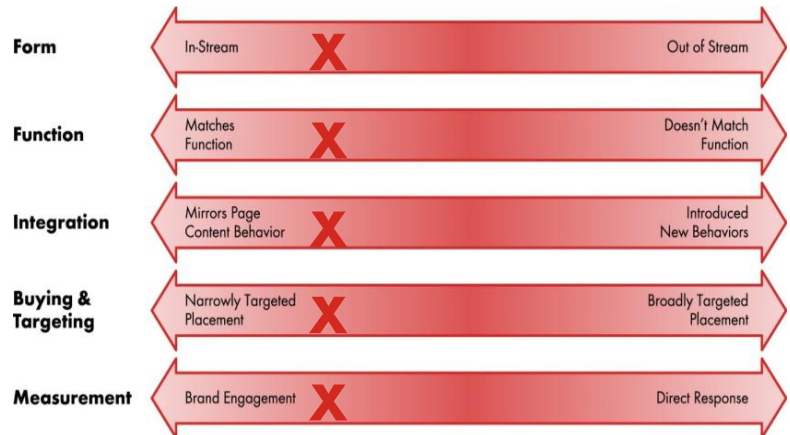 Form
In-Stream
X
Out of Stream
Function
Matches
Function
X
Doesn't Match
Function
Integration
Mirrors Page
Content Behavior
X
Introduced
New Behaviors
Buying &
Targeting
Narrowly Targeted
Placement
X
Broadly Targeted
Placement
Measurement
Brand Engagement
X
Direct Response